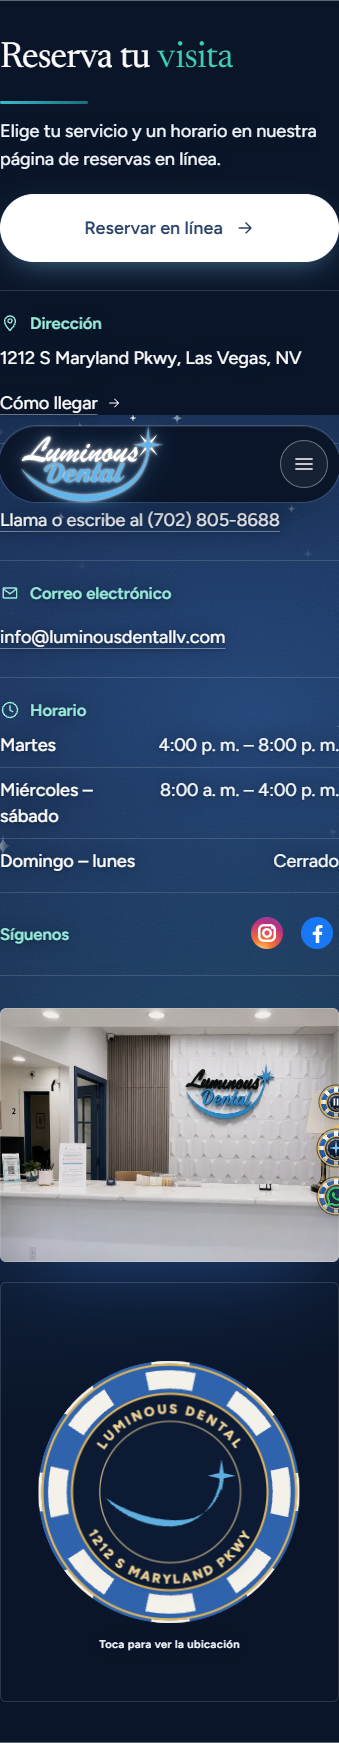 Reserva tu visita
Elige tu servicio y un horario en nuestra
página de reservas en línea.
Reservar en línea →
Dirección
1212 S Maryland Pkwy, Las Vegas, NV
Cómo llegar →
Luminous
Dental
Llama o escribe al (702) 805-8688
Correo electrónico
info@luminousdentallv.com
Horario
Martes 4:00 p. m. – 8:00 p. m.
Miércoles – 8:00 a. m. – 4:00 p. m.
sábado
Domingo – lunes Cerrado
Síguenos
2
Luminous
Dental
LUMINOUS DENTAL
1212 S MARYLAND PKWY
Toca para ver la ubicación